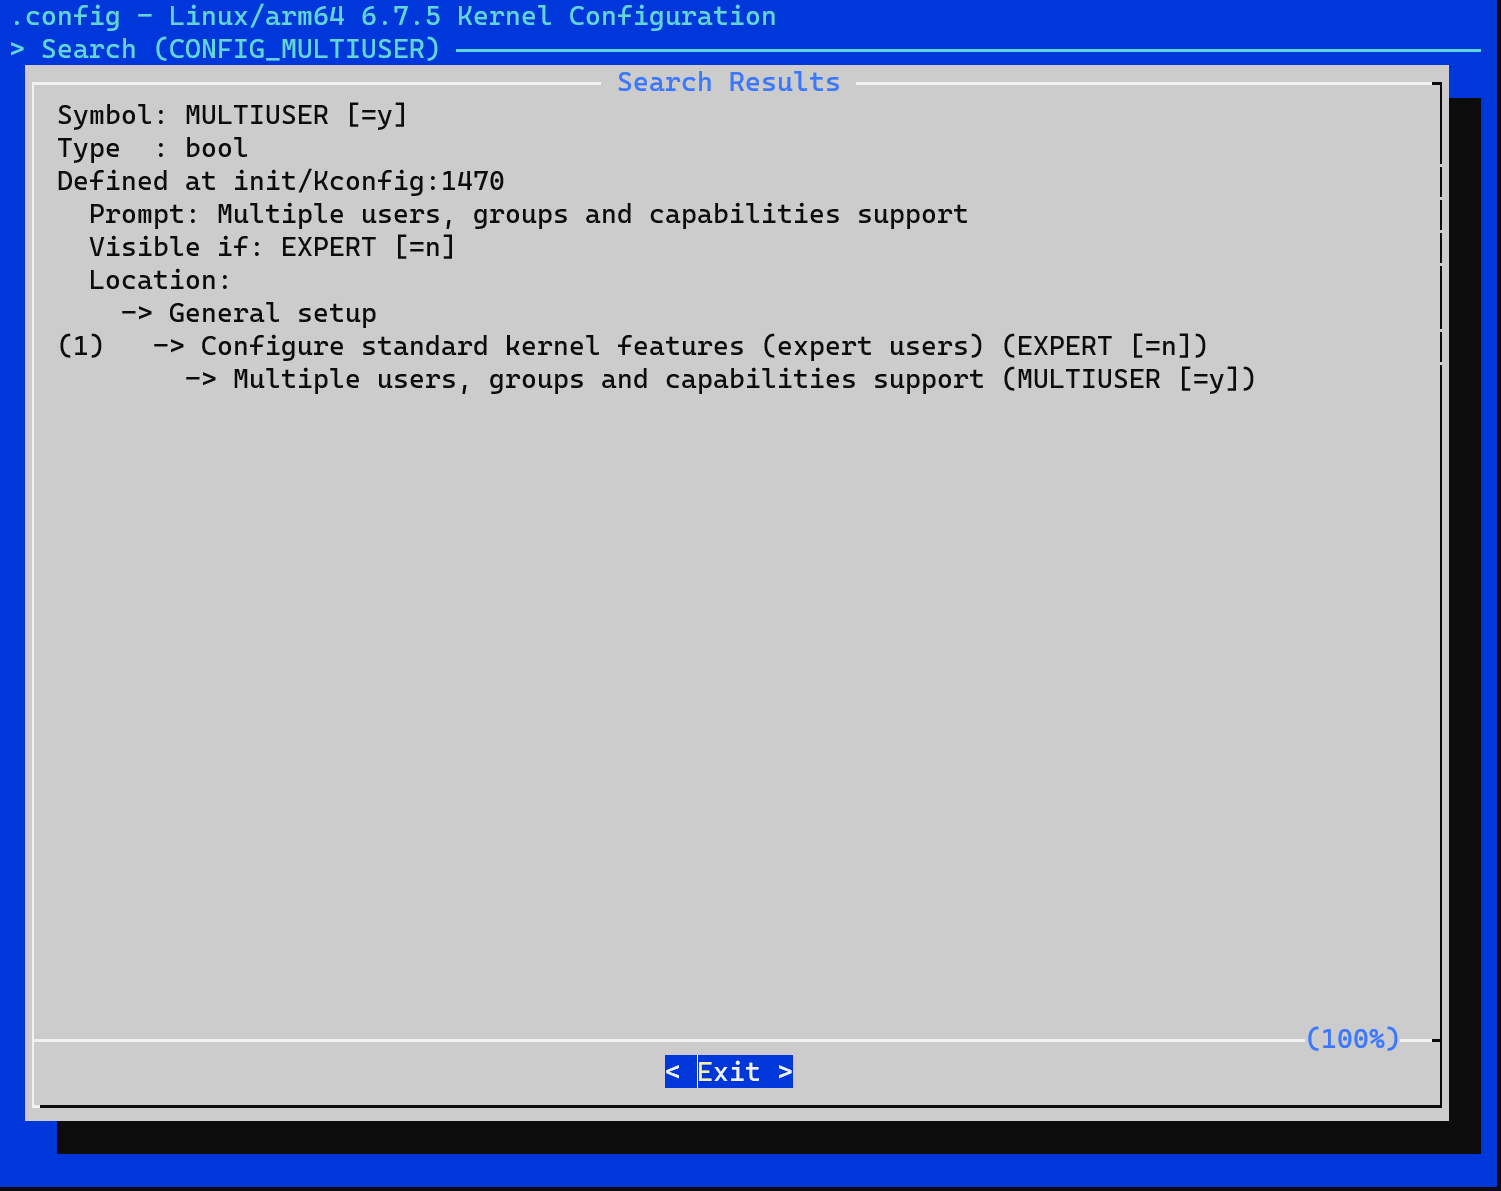 .config - Linux/arm64 6.7.5 Kernel Configuration
> Search (CONFIG_MULTIUSER)
Search Results
Symbol: MULTIUSER [=y]
Type  : bool
Defined at init/Kconfig:1470
  Prompt: Multiple users, groups and capabilities support
  Visible if: EXPERT [=n]
  Location:
    -> General setup
(1)   -> Configure standard kernel features (expert users) (EXPERT [=n])
        -> Multiple users, groups and capabilities support (MULTIUSER [=y])
(100%)
< Exit >